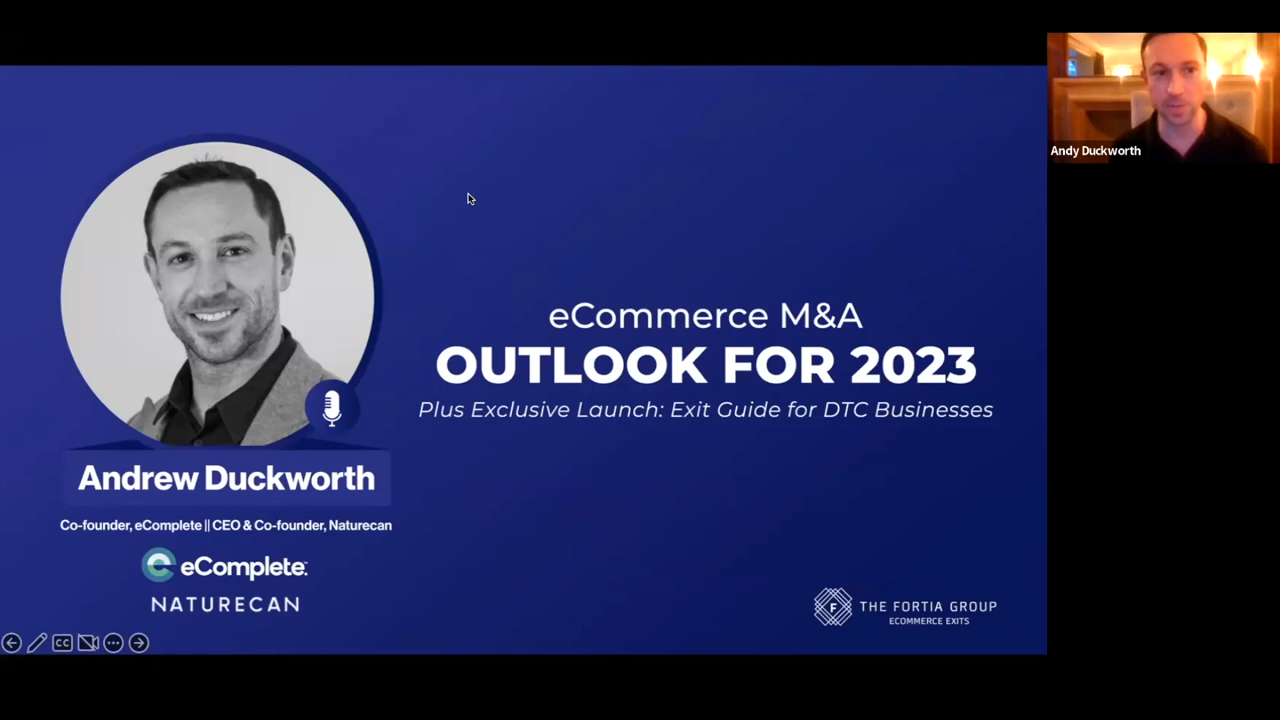 Andy Duckworth
eCommerce M&A
OUTLOOK FOR 2023
Plus Exclusive Launch: Exit Guide for DTC Businesses
Andrew Duckworth
Co-founder, eComplete || CEO & Co-founder, Naturecan
eComplete.
NATURECAN
F
THE FORTIA GROUP
ECOMMERCE EXITS
CC